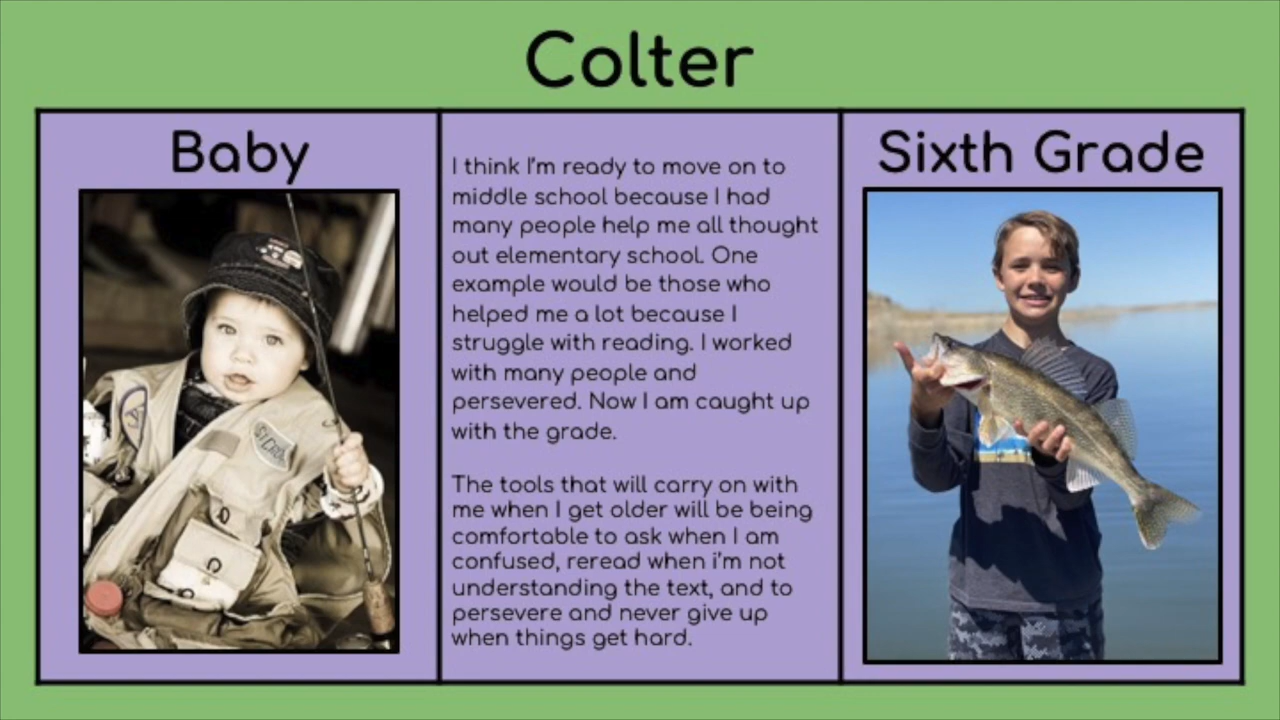 Colter
Baby
I think I'm ready to move on to
middle school because I had
many people help me all thought
out elementary school. One
example would be those who
helped me a lot because I
struggle with reading. I worked
with many people and
persevered. Now I am caught up
with the grade.
The tools that will carry on with
me when I get older will be being
comfortable to ask when I am
confused, reread when i'm not
understanding the text, and to
persevere and never give up
when things get hard.
Sixth Grade